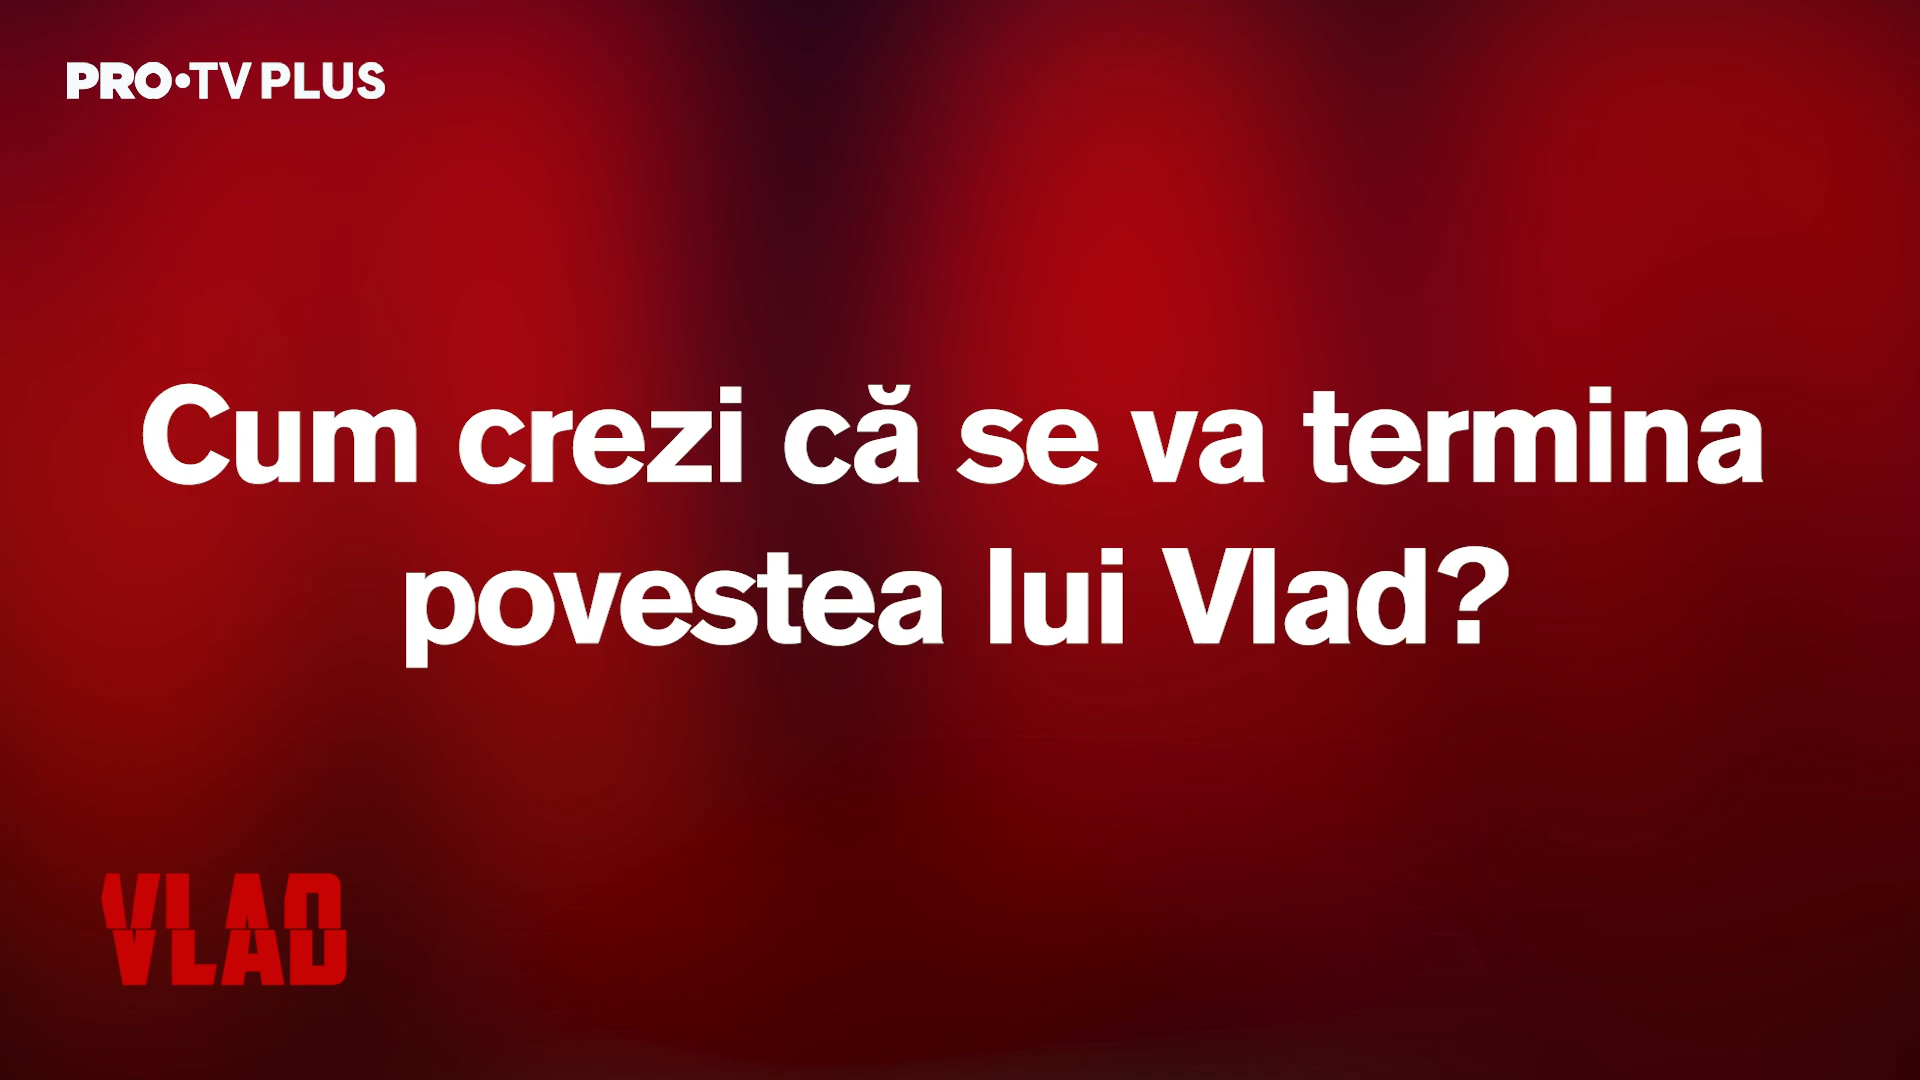 PRO•TV PLUS
Cum crezi că se va termina
povestea lui Vlad?
VLAD